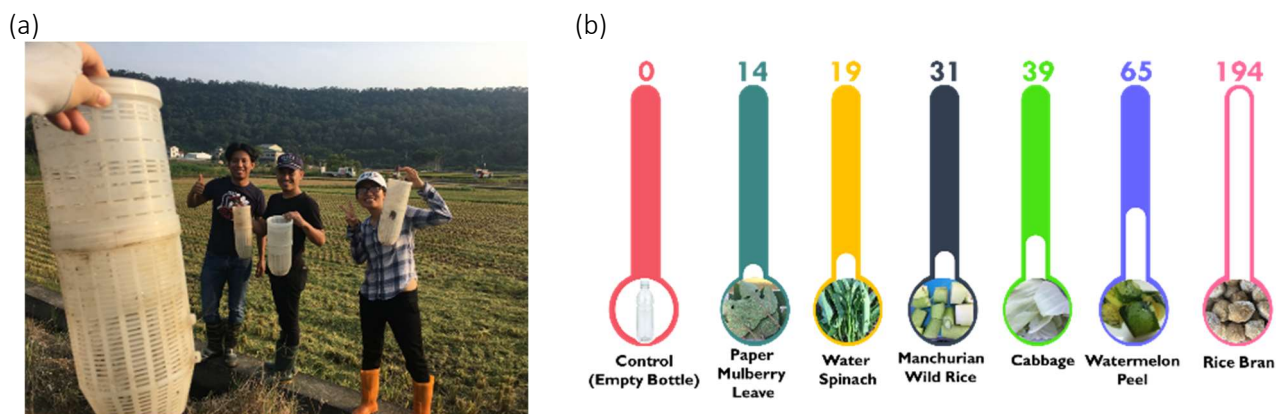 (a)
(b)
0 14 19 31 39 65 194
Control
(Empty Bottle)
Paper
Mulberry
Leave
Water
Spinach
Manchurian
Wild Rice
Cabbage
Watermelon
Peel
Rice Bran